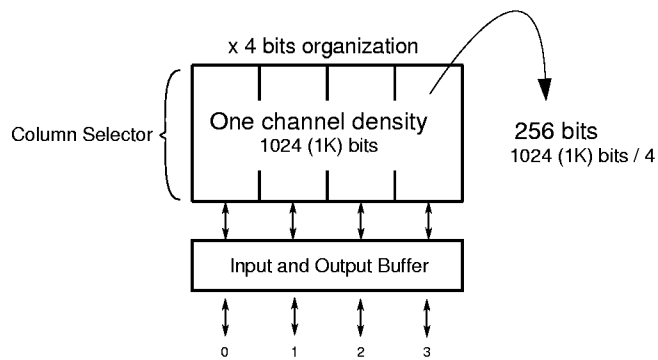 x 4 bits organization
Column Selector
One channel density
1024 (1K) bits
256 bits
1024 (1K) bits / 4
Input and Output Buffer
0 1 2 3